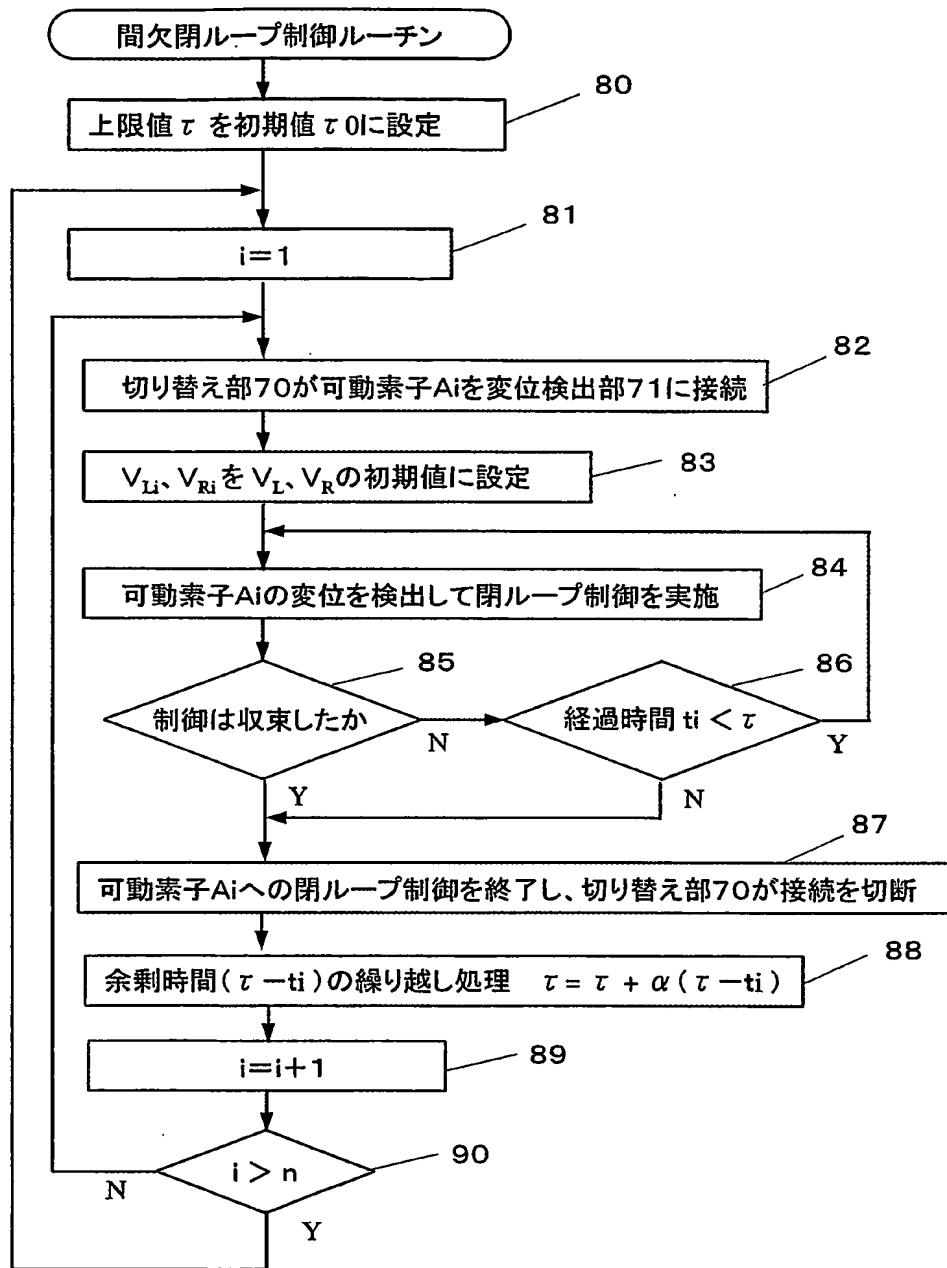 間欠閉ループ制御ルーチン
80
上限値τ を初期値τ0に設定
81
i=1
82
切り替え部70が可動素子Aiを変位検出部71に接続
83
VLi、VRiをVL、VRの初期値に設定
84
可動素子Aiの変位を検出して閉ループ制御を実施
85
86
制御は収束したか
N
経過時間 ti < τ
Y
Y
N
87
可動素子Aiへの閉ループ制御を終了し、切り替え部70が接続を切断
88
余剰時間(τ-ti)の繰り越し処理 τ= τ + α(τ-ti)
89
i=i+1
90
i > n
N
Y